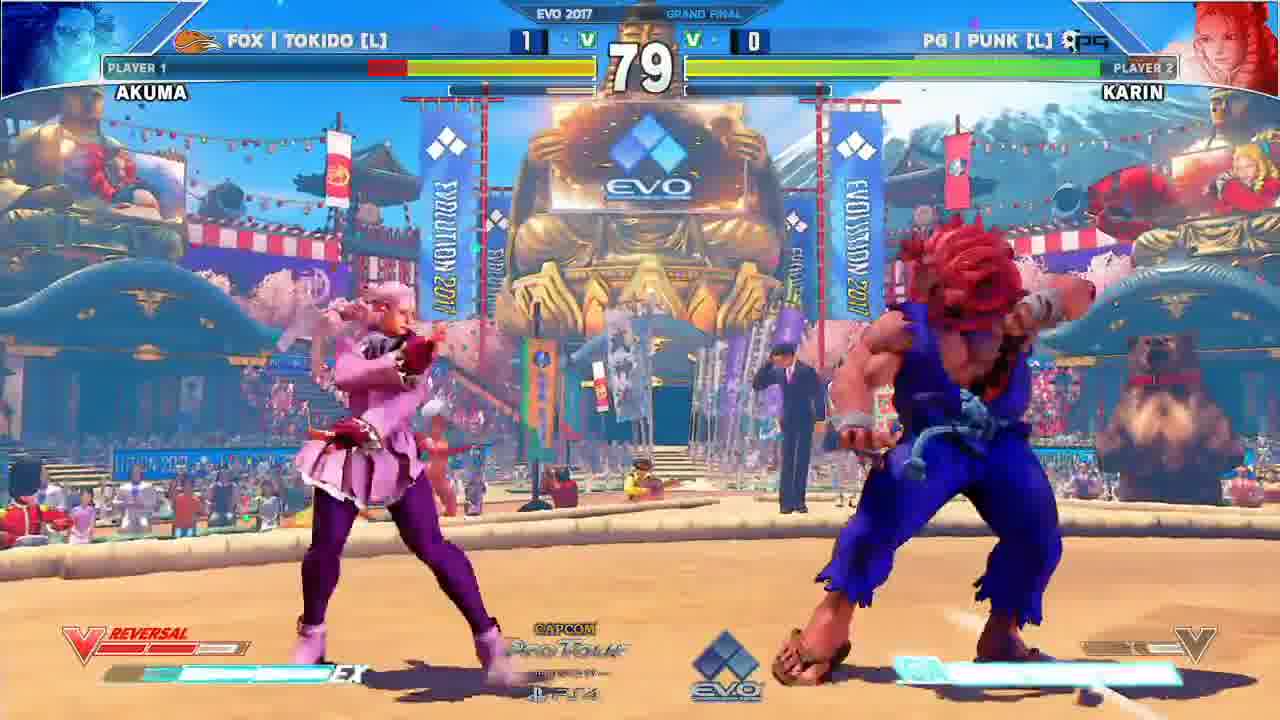 EVO 2017 GRAND FINAL
FOX | TOKIDO [L] 1 V 79 V 0 PG | PUNK [L]
PLAYER 1 PLAYER 2
AKUMA KARIN
EVO
EVOLUTION 2017
EVOLUTION 2017
REVERSAL
EX
V
V
CAPCOM
PRO TOUR
PS4
EVO